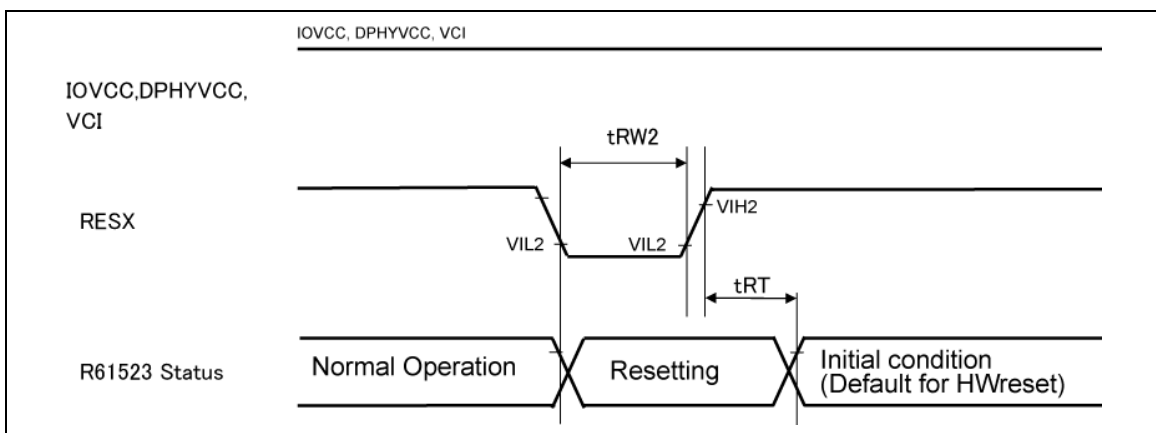 IOVCC, DPHYVCC, VCI
IOVCC,DPHYVCC,
VCI
tRW2
RESX
VIL2
VIL2
VIH2
tRT
R61523 Status
Normal Operation
Resetting
Initial condition
(Default for HWreset)